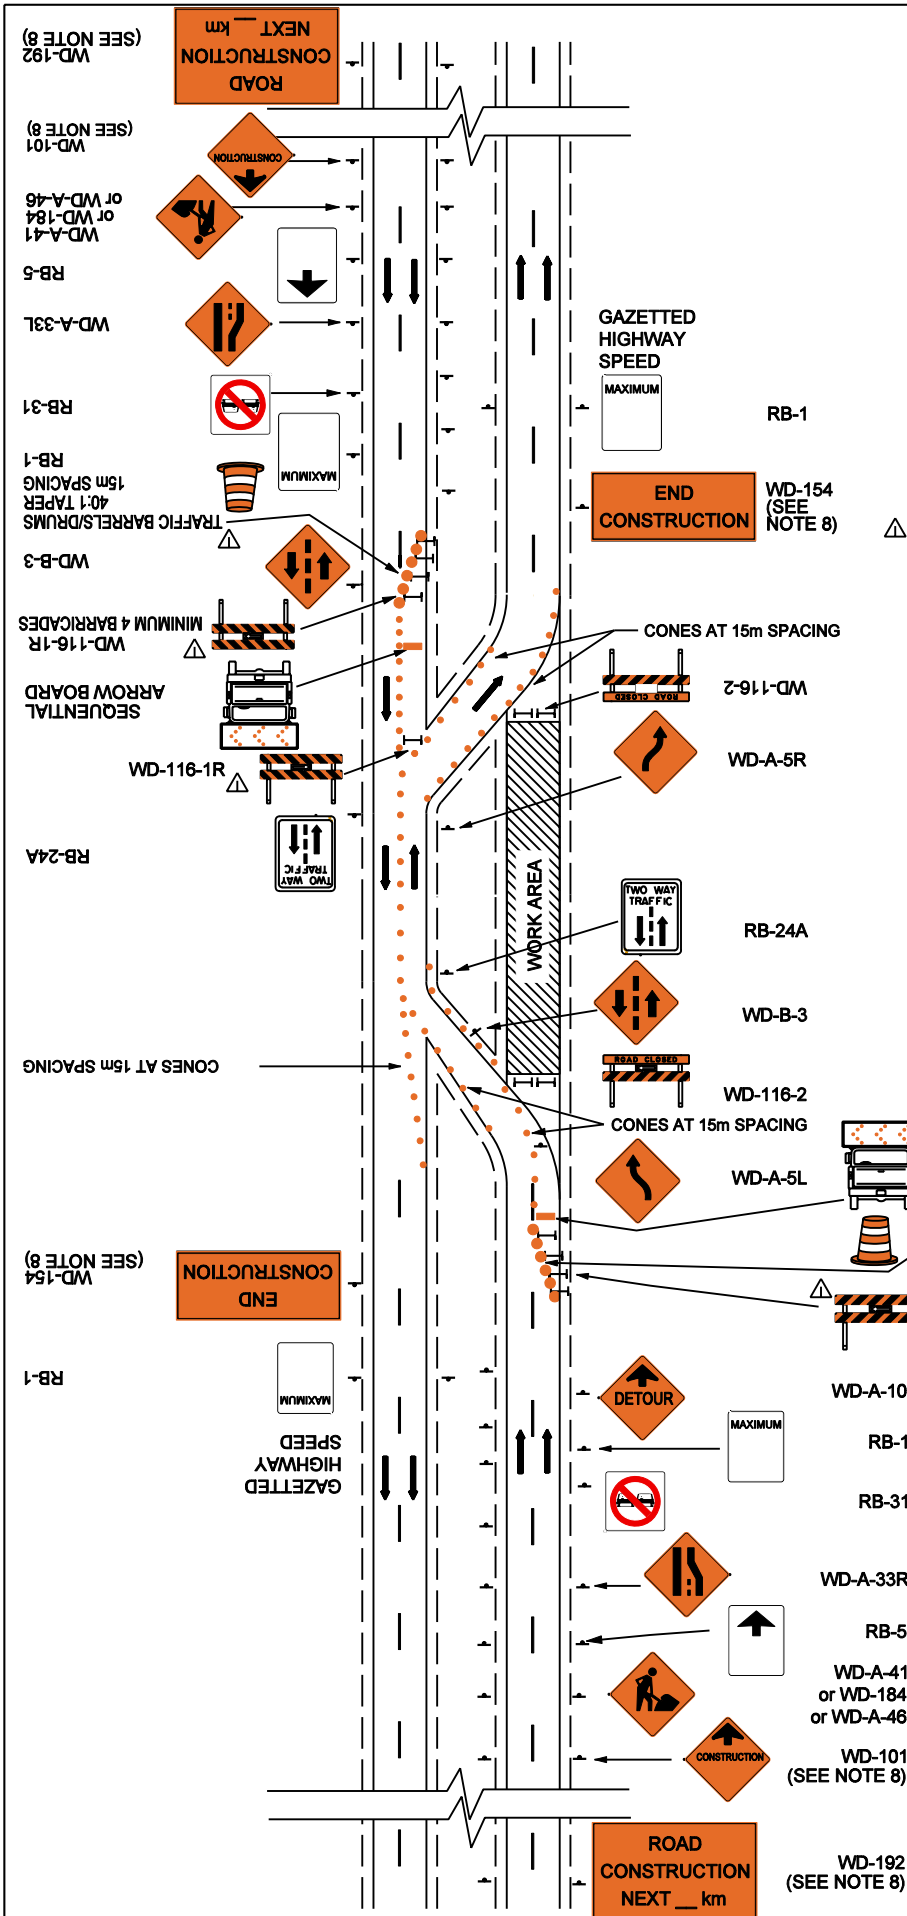 WD-192
(SEE NOTE 8)
ROAD
CONSTRUCTION
NEXT __ km
WD-101
(SEE NOTE 8)
CONSTRUCTION
WD-A-41
or WD-184
or WD-A-46
RB-5
WD-A-33L
RB-31
RB-1
MAXIMUM
TRAFFIC BARRELS/DRUMS
40:1 TAPER
15m SPACING
WD-B-3
WD-116-1R
MINIMUM 4 BARRICADES
SEQUENTIAL
ARROW BOARD
WD-116-1R
RB-24A
TWO WAY
TRAFFIC
CONES AT 15m SPACING
WD-154
(SEE NOTE 8)
END
CONSTRUCTION
RB-1
MAXIMUM
GAZETTED
HIGHWAY
SPEED
GAZETTED
HIGHWAY
SPEED
MAXIMUM
RB-1
END
CONSTRUCTION
WD-154
(SEE
NOTE 8)
CONES AT 15m SPACING
ROAD CLOSED
WD-116-2
WD-A-5R
WORK AREA
TWO WAY
TRAFFIC
RB-24A
WD-B-3
ROAD CLOSED
WD-116-2
CONES AT 15m SPACING
WD-A-5L
DETOUR
WD-A-10
MAXIMUM
RB-1
RB-31
WD-A-33R
RB-5
WD-A-41
or WD-184
or WD-A-46
CONSTRUCTION
WD-101
(SEE NOTE 8)
ROAD
CONSTRUCTION
NEXT __ km
WD-192
(SEE NOTE 8)